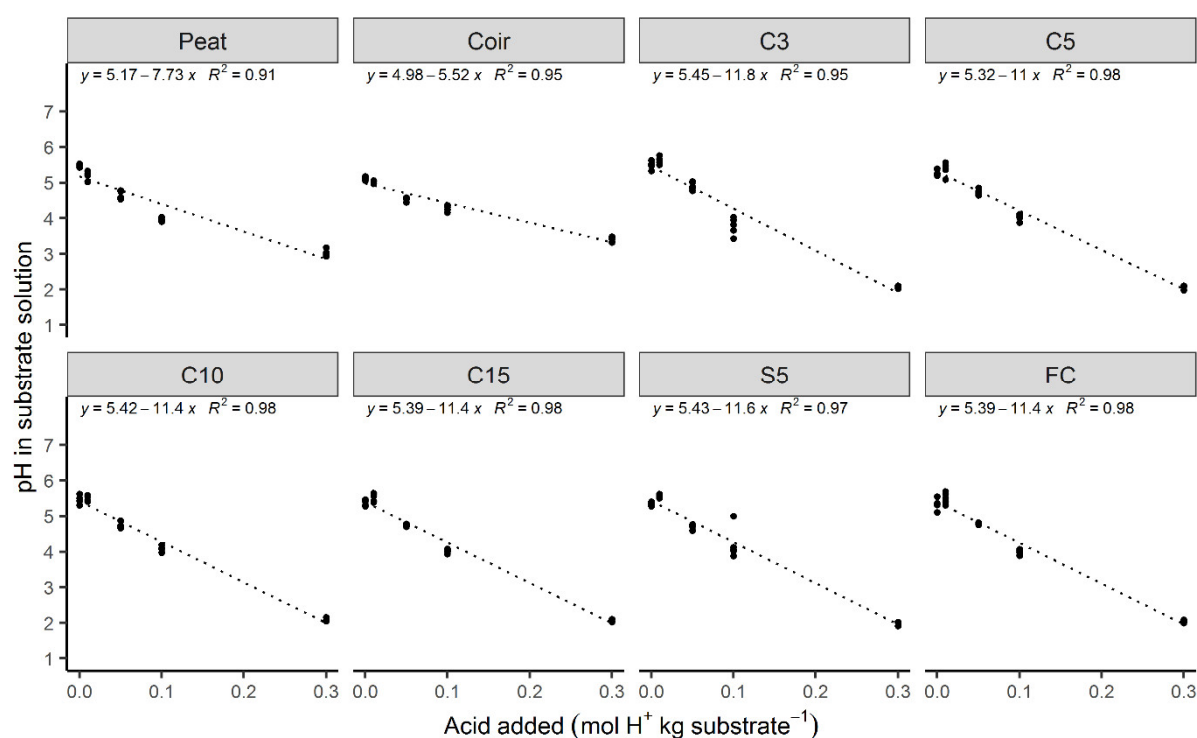 Peat Coir C3 C5
y = 5.17 − 7.73 x R² = 0.91 y = 4.98 − 5.52 x R² = 0.95 y = 5.45 − 11.8 x R² = 0.95 y = 5.32 − 11 x R² = 0.98
7
6
5
4
3
2
1
pH in substrate solution
C10 C15 S5 FC
y = 5.42 − 11.4 x R² = 0.98 y = 5.39 − 11.4 x R² = 0.98 y = 5.43 − 11.6 x R² = 0.97 y = 5.39 − 11.4 x R² = 0.98
7
6
5
4
3
2
1
0.0 0.1 0.2 0.3 0.0 0.1 0.2 0.3 0.0 0.1 0.2 0.3 0.0 0.1 0.2 0.3
Acid added (mol H⁺ kg substrate⁻¹)